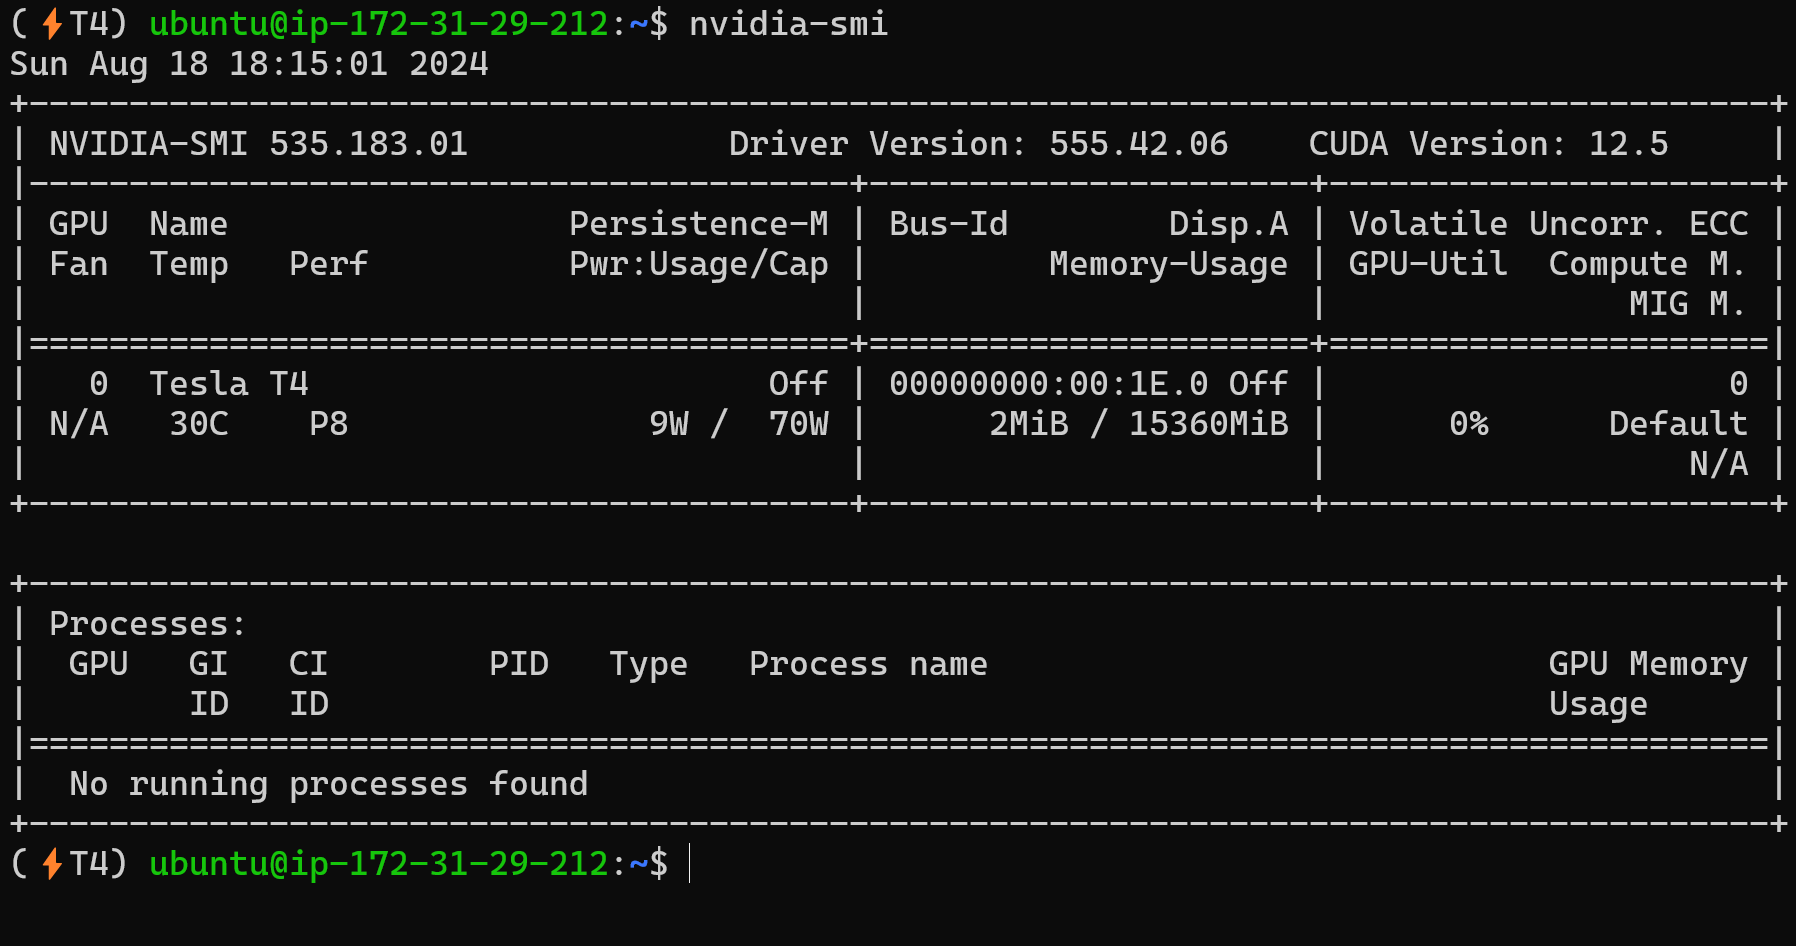 (⚡T4) ubuntu@ip-172-31-29-212:~$ nvidia-smi
Sun Aug 18 18:15:01 2024
+---------------------------------------------------------------------------------------+
| NVIDIA-SMI 535.183.01             Driver Version: 555.42.06    CUDA Version: 12.5     |
|-----------------------------------------+----------------------+----------------------+
| GPU  Name                 Persistence-M | Bus-Id        Disp.A | Volatile Uncorr. ECC |
| Fan  Temp   Perf          Pwr:Usage/Cap |         Memory-Usage | GPU-Util  Compute M. |
|                                         |                      |               MIG M. |
|=========================================+======================+======================|
|   0  Tesla T4                       Off | 00000000:00:1E.0 Off |                    0 |
| N/A   30C    P8               9W /  70W |      2MiB / 15360MiB |      0%      Default |
|                                         |                      |                  N/A |
+-----------------------------------------+----------------------+----------------------+

+---------------------------------------------------------------------------------------+
| Processes:                                                                            |
|  GPU   GI   CI        PID   Type   Process name                            GPU Memory |
|        ID   ID                                                             Usage      |
|=======================================================================================|
|  No running processes found                                                           |
+---------------------------------------------------------------------------------------+
(⚡T4) ubuntu@ip-172-31-29-212:~$